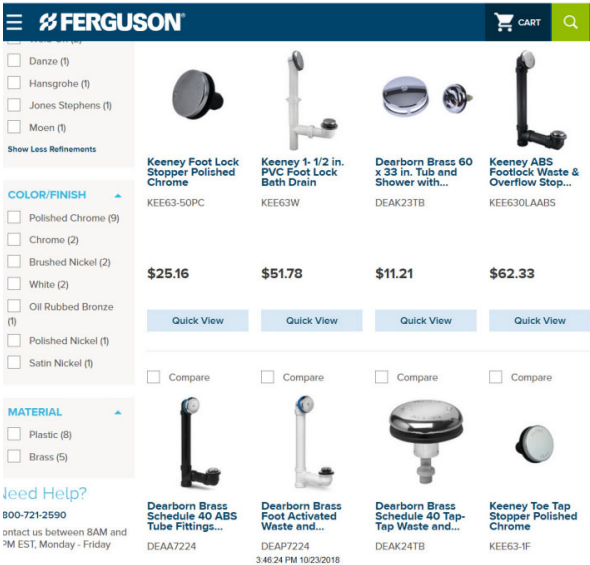 FERGUSON
CART
Danze (1)
Hansgrohe (1)
Jones Stephens (1)
Moen (1)
Show Less Refinements
COLOR/FINISH
Polished Chrome (9)
Chrome (2)
Brushed Nickel (2)
White (2)
Oil Rubbed Bronze
(1)
Polished Nickel (1)
Satin Nickel (1)
MATERIAL
Plastic (8)
Brass (5)
Need Help?
800-721-2590
ontact us between 8AM and
PM EST, Monday - Friday
Keeney Foot Lock
Stopper Polished
Chrome
KEE63-50PC
$25.16
Quick View
Keeney 1- 1/2 in.
PVC Foot Lock
Bath Drain
KEE63W
$51.78
Quick View
Dearborn Brass 60
x 33 in. Tub and
Shower with...
DEAK23TB
$11.21
Quick View
Keeney ABS
Footlock Waste &
Overflow Stop...
KEE630LAABS
$62.33
Quick View
Compare
Dearborn Brass
Schedule 40 ABS
Tube Fittings...
DEAA7224
Compare
Dearborn Brass
Foot Activated
Waste and...
DEAP7224
Compare
Dearborn Brass
Schedule 40 Tap-
Tap Waste and...
DEAK24TB
Compare
Keeney Toe Tap
Stopper Polished
Chrome
KEE63-1F
3:46:24 PM 10/23/2018